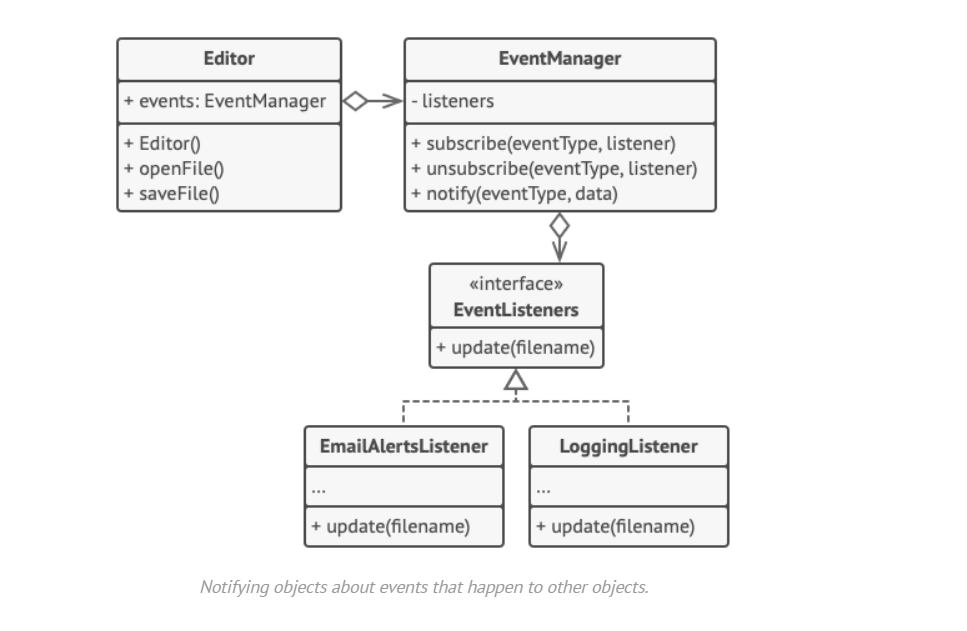 Editor
+ events: EventManager
+ Editor()
+ openFile()
+ saveFile()
EventManager
- listeners
+ subscribe(eventType, listener)
+ unsubscribe(eventType, listener)
+ notify(eventType, data)
«interface»
EventListeners
+ update(filename)
EmailAlertsListener
...
+ update(filename)
LoggingListener
...
+ update(filename)
Notifying objects about events that happen to other objects.